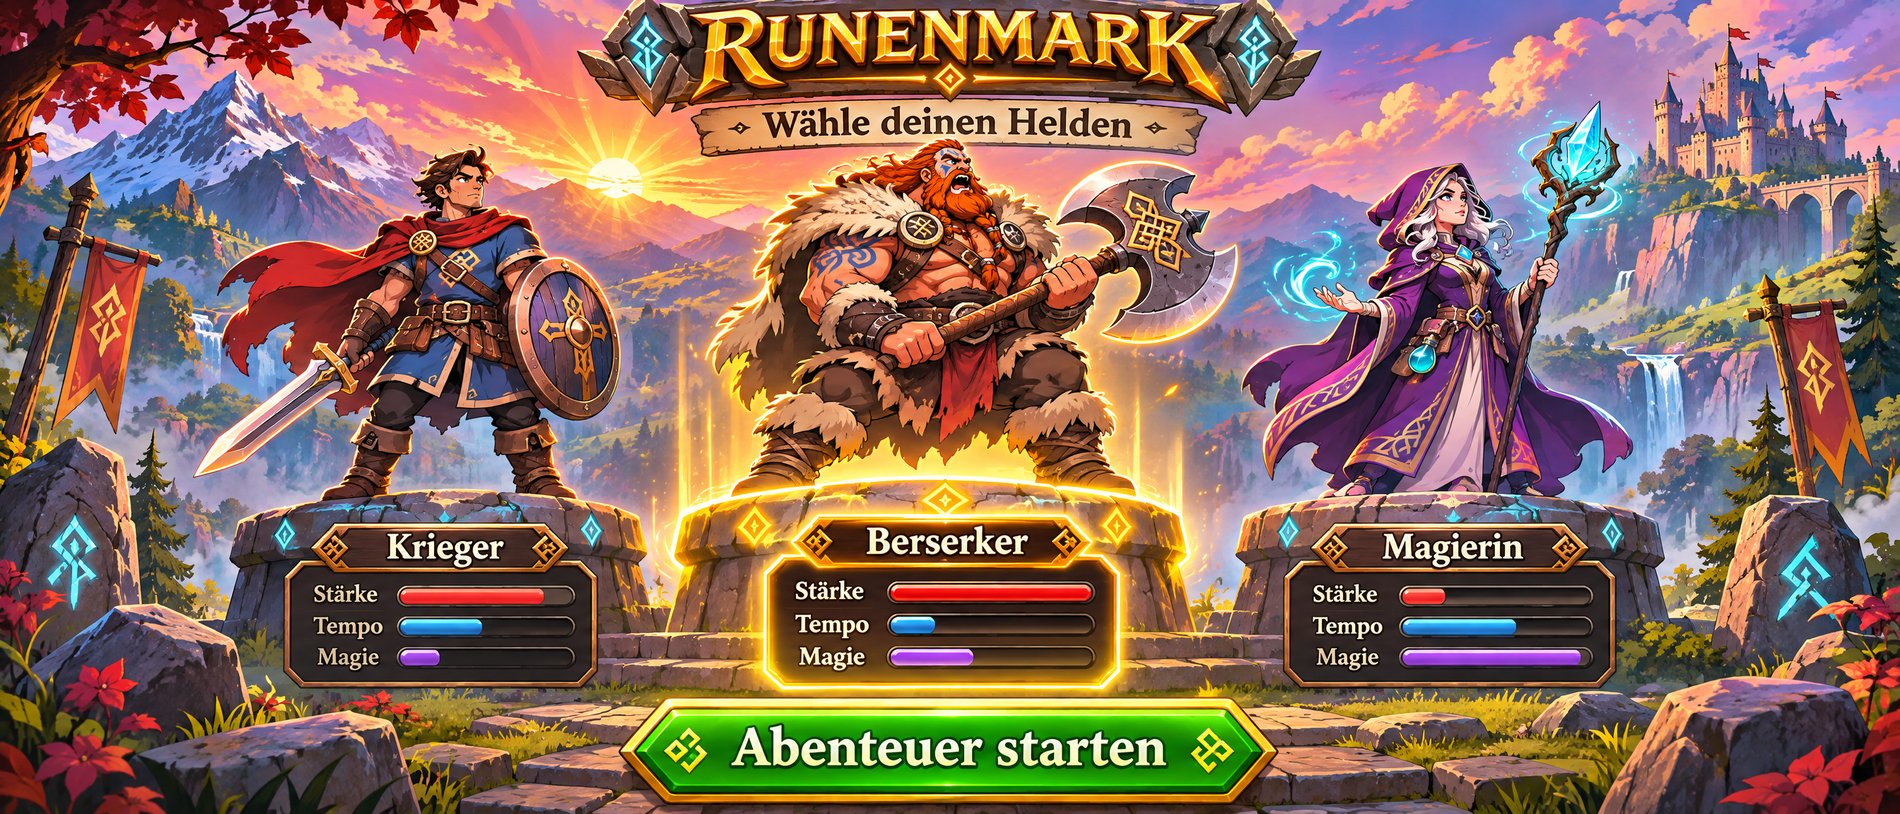 RUNENMARK
Wähle deinen Helden
Krieger
Stärke
Tempo
Magie
Berserker
Stärke
Tempo
Magie
Magierin
Stärke
Tempo
Magie
Abenteuer starten